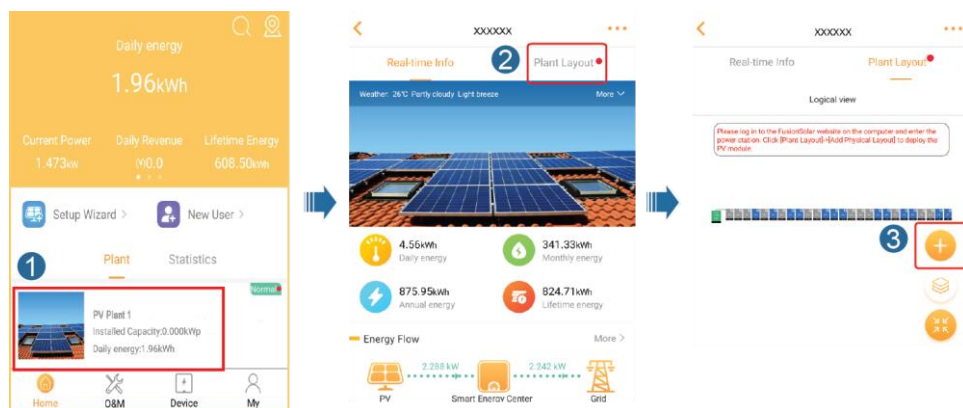 Daily energy
1.96kWh
Current Power Daily Revenue Lifetime Energy
1.473kW (¥)0.0 608.50kWh
Setup Wizard > New User >
1
Plant Statistics
Normal
PV Plant 1
Installed Capacity:0.000kWp
Daily energy:1.96kWh
Home O&M Device My
xxxxxx
Real-time Info 2 Plant Layout
Weather: 26°C Partly cloudy Light breeze More
4.56kWh 341.33kWh
Daily energy Monthly energy
875.95kWh 824.71kWh
Annual energy Lifetime energy
Energy Flow More >
2.288 kW 2.242 kW
PV Smart Energy Center Grid
xxxxxx
Real-time Info Plant Layout
Logical view
Please log in to the FusionSolar website on the computer and enter the
power station. Click [Plant Layout]-[Add Physical Layout] to deploy the
PV module.
3